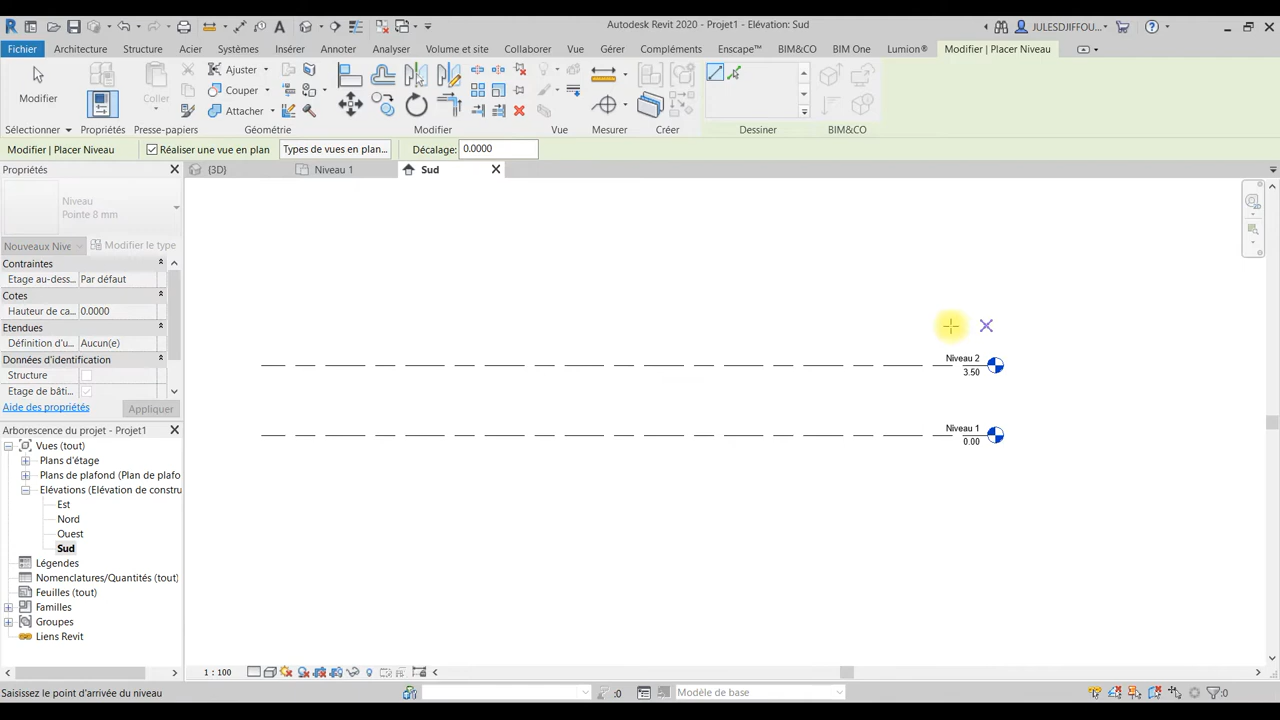 Autodesk Revit 2020 - Projet1 - Elévation: Sud
JULESDJIFFOU...
Fichier Architecture Structure Acier Systèmes Insérer Annoter Analyser Volume et site Collaborer Vue Gérer Compléments Enscape™ BIM&CO BIM One Lumion® Modifier | Placer Niveau
Modifier
Coller
Ajuster
Couper
Attacher
Sélectionner Propriétés Presse-papiers Géométrie Modifier Vue Mesurer Créer Dessiner BIM&CO
Modifier | Placer Niveau Réaliser une vue en plan Types de vues en plan... Décalage: 0.0000
Propriétés
{3D} Niveau 1 Sud
Niveau
Pointe 8 mm
Nouveaux Nive Modifier le type
Contraintes
Etage au-dess... Par défaut
Cotes
Hauteur de ca... 0.0000
Etendues
Définition d'u... Aucun(e)
Données d'identification
Structure
Etage de bâti...
Aide des propriétés Appliquer
Arborescence du projet - Projet1
Vues (tout)
Plans d'étage
Plans de plafond (Plan de plafo
Elévations (Elévation de constru
Est
Nord
Ouest
Sud
Légendes
Nomenclatures/Quantités (tout)
Feuilles (tout)
Familles
Groupes
Liens Revit
Niveau 2
3.50
Niveau 1
0.00
1 : 100
Saisissez le point d'arrivée du niveau
:0
Modèle de base
:0